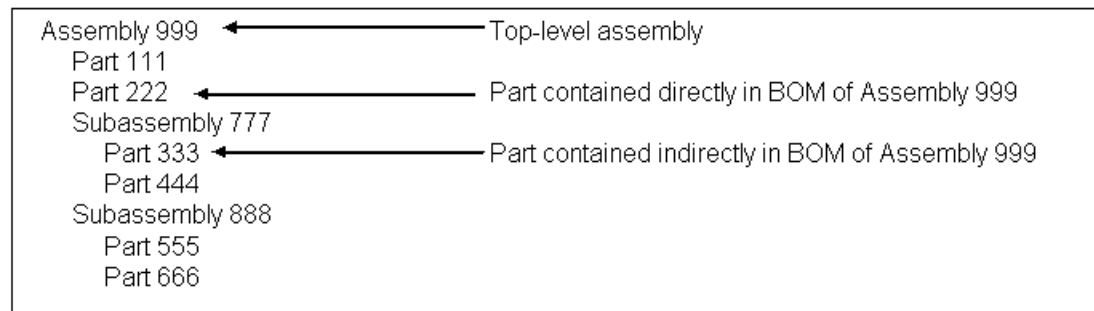 Assembly 999 Top-level assembly
Part 111
Part 222 Part contained directly in BOM of Assembly 999
Subassembly 777
Part 333 Part contained indirectly in BOM of Assembly 999
Part 444
Subassembly 888
Part 555
Part 666